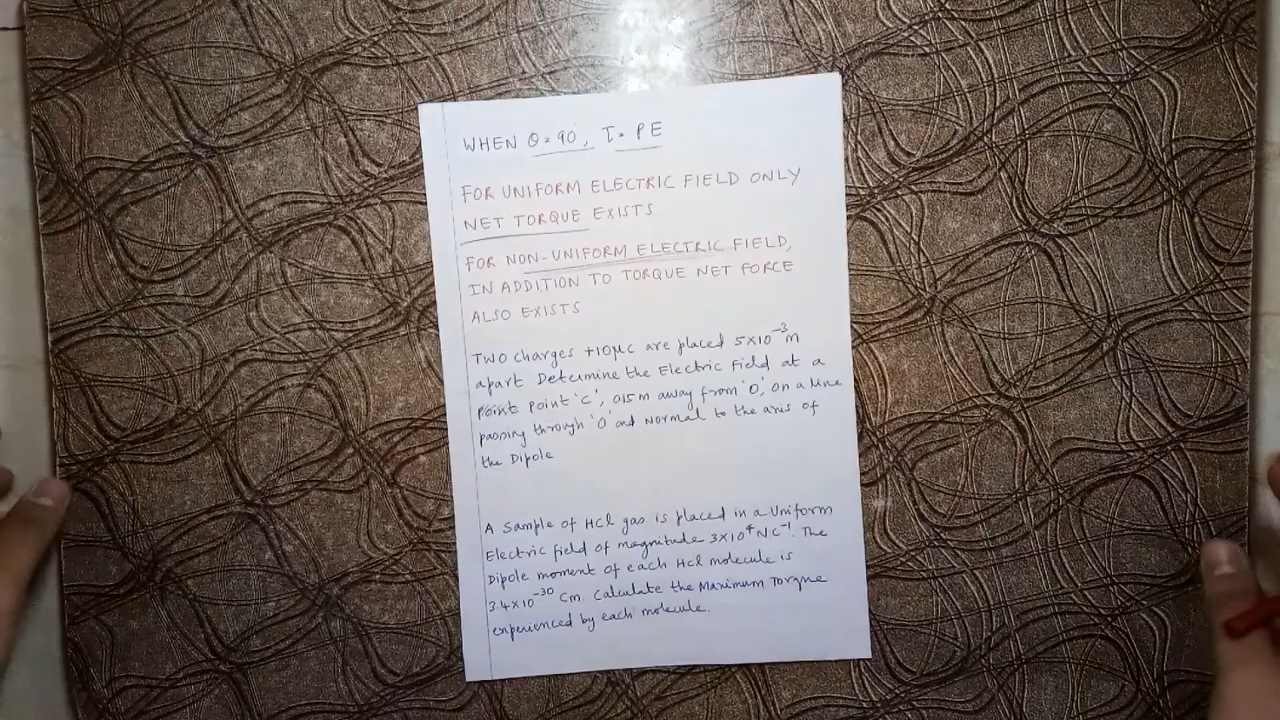 WHEN θ=90°, τ= PE
FOR UNIFORM ELECTRIC FIELD ONLY
NET TORQUE EXISTS
FOR NON-UNIFORM ELECTRIC FIELD,
IN ADDITION TO TORQUE NET FORCE
ALSO EXISTS
TWO charges +10μc are placed 5×10⁻³m
apart Determine the Electric Field at a
point point 'C', 015m away from 'O', on a line
passing through 'O' and Normal to the axis of
the Dipole
A sample of HCl gas is placed in a Uniform
Electric field of magnitude 3×10⁴NC⁻¹. The
Dipole moment of each HCl molecule is
3.4×10⁻³⁰ Cm. Calculate the Maximum Torque
experienced by each molecule.